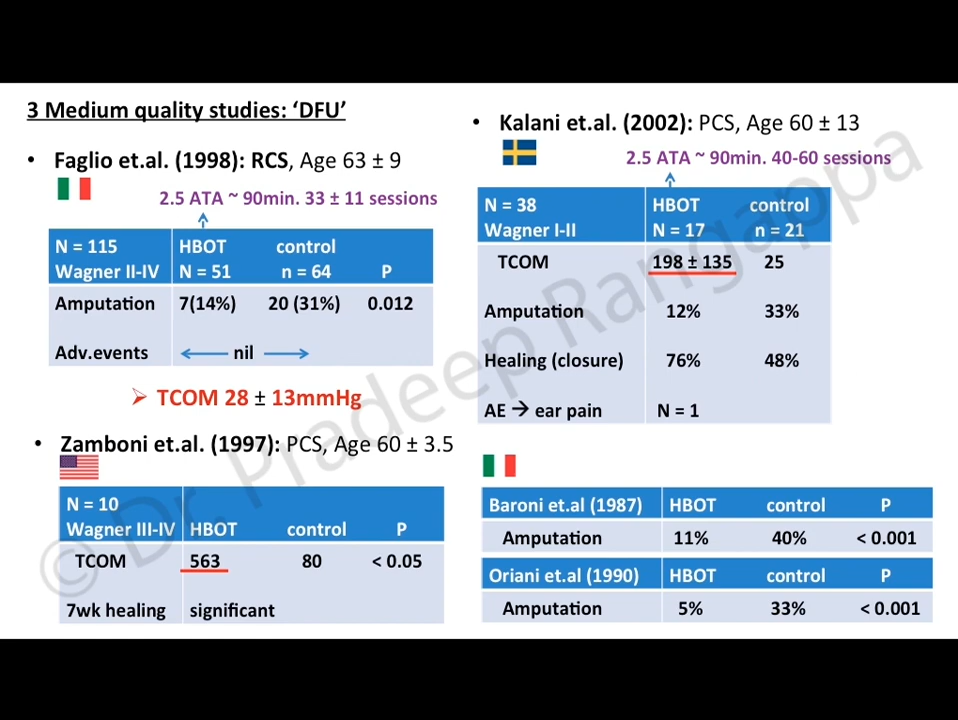 3 Medium quality studies: ‘DFU’
• Faglio et.al. (1998): RCS, Age 63 ± 9
2.5 ATA ~ 90min. 33 ± 11 sessions
N = 115 HBOT control
Wagner II-IV N = 51 n = 64 P
Amputation 7(14%) 20 (31%) 0.012
Adv.events nil
➢ TCOM 28 ± 13mmHg
• Zamboni et.al. (1997): PCS, Age 60 ± 3.5
N = 10
Wagner III-IV HBOT control P
TCOM 563 80 < 0.05
7wk healing significant
• Kalani et.al. (2002): PCS, Age 60 ± 13
2.5 ATA ~ 90min. 40-60 sessions
N = 38 HBOT control
Wagner I-II N = 17 n = 21
TCOM 198 ± 135 25
Amputation 12% 33%
Healing (closure) 76% 48%
AE → ear pain N = 1
Baroni et.al (1987) HBOT control P
Amputation 11% 40% < 0.001
Oriani et.al (1990) HBOT control P
Amputation 5% 33% < 0.001
© Dr. Pradeep Rangappa